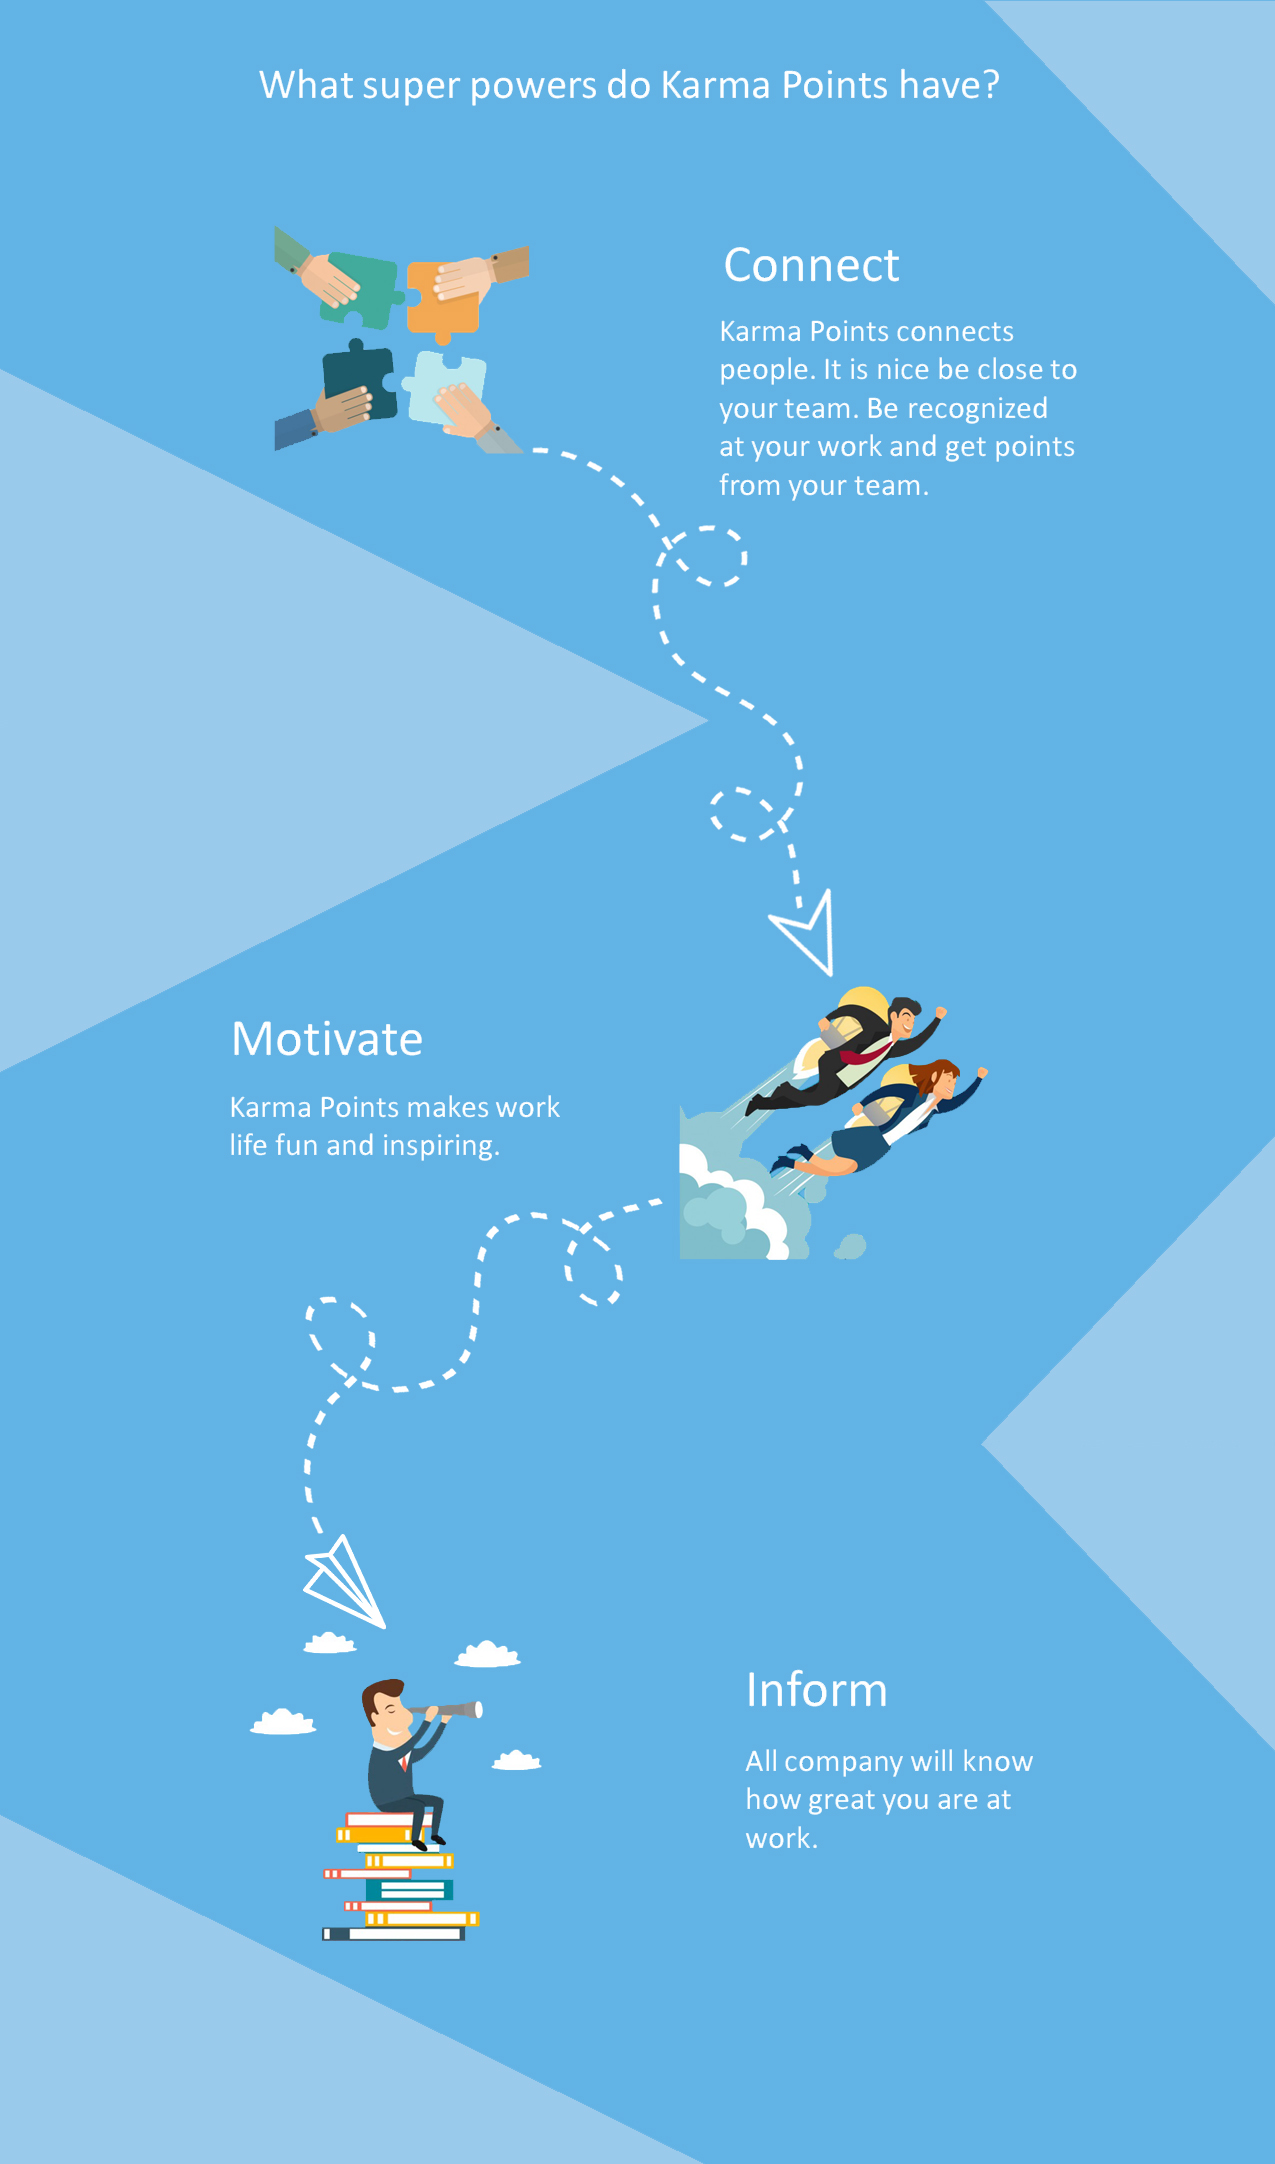 What super powers do Karma Points have?
Connect
Karma Points connects
people. It is nice be close to
your team. Be recognized
at your work and get points
from your team.
Motivate
Karma Points makes work
life fun and inspiring.
Inform
All company will know
how great you are at
work.